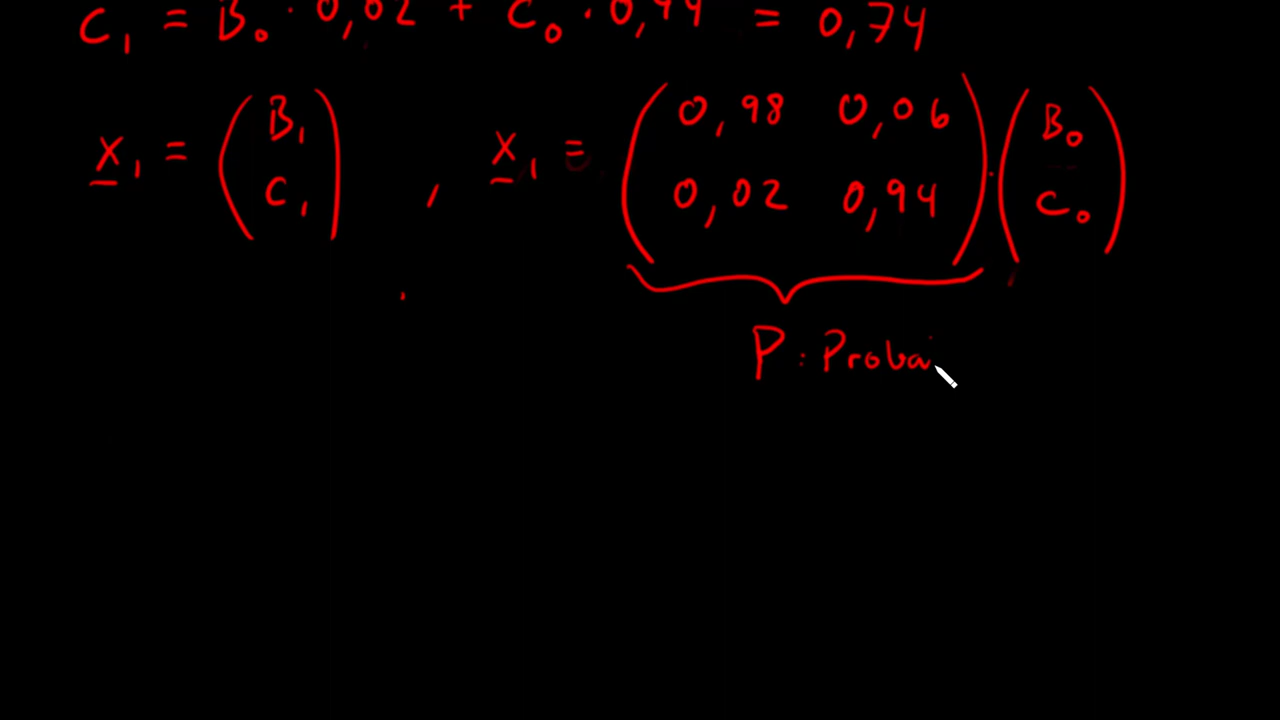 C₁ = B₀ · 0,02 + C₀ · 0,94 = 0,74
x₁ = (B₁ C₁) , x₁ = (0,98 0,06 0,02 0,94) · (B₀ C₀)
P : Proba